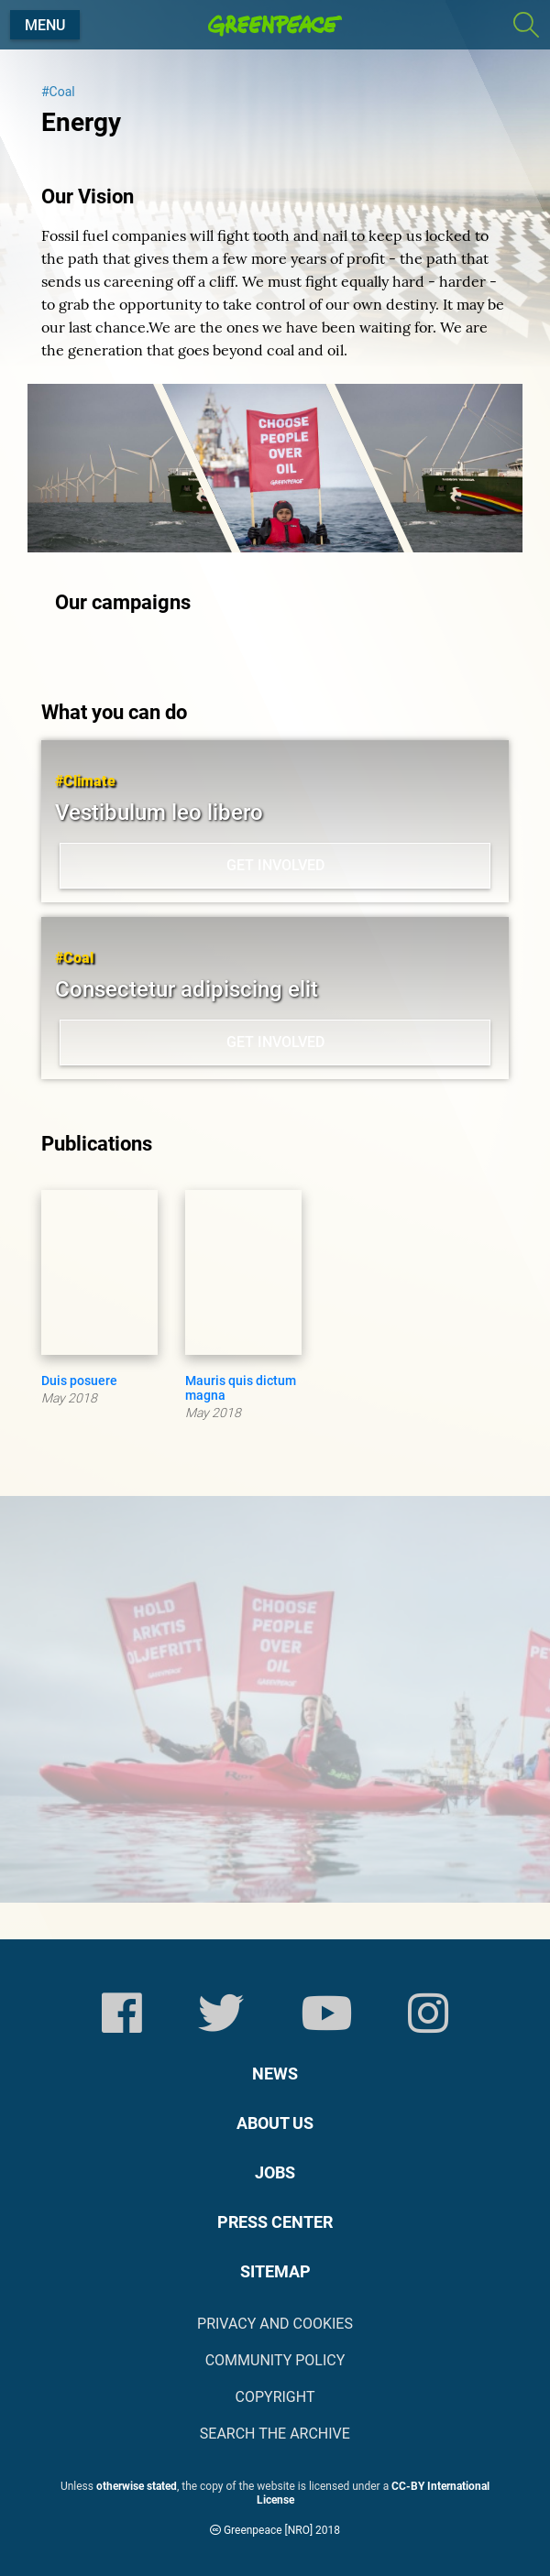 MENU
GREENPEACE
#Coal
Energy
Our Vision
Fossil fuel companies will fight tooth and nail to keep us locked to
the path that gives them a few more years of profit - the path that
sends us careening off a cliff. We must fight equally hard - harder -
to grab the opportunity to take control of our own destiny. It may be
our last chance.We are the ones we have been waiting for. We are
the generation that goes beyond coal and oil.
CHOOSE
PEOPLE
OVER
OIL
GREENPEACE
Our campaigns
What you can do
#Climate
Vestibulum leo libero
GET INVOLVED
#Coal
Consectetur adipiscing elit
GET INVOLVED
Publications
Duis posuere
May 2018
Mauris quis dictum
magna
May 2018
HOLD
ARKTIS
OLJEFRITT
GREENPEACE
CHOOSE
PEOPLE
OVER
OIL
GREENPEACE
NEWS
ABOUT US
JOBS
PRESS CENTER
SITEMAP
PRIVACY AND COOKIES
COMMUNITY POLICY
COPYRIGHT
SEARCH THE ARCHIVE
Unless otherwise stated, the copy of the website is licensed under a CC-BY International
License
Greenpeace [NRO] 2018